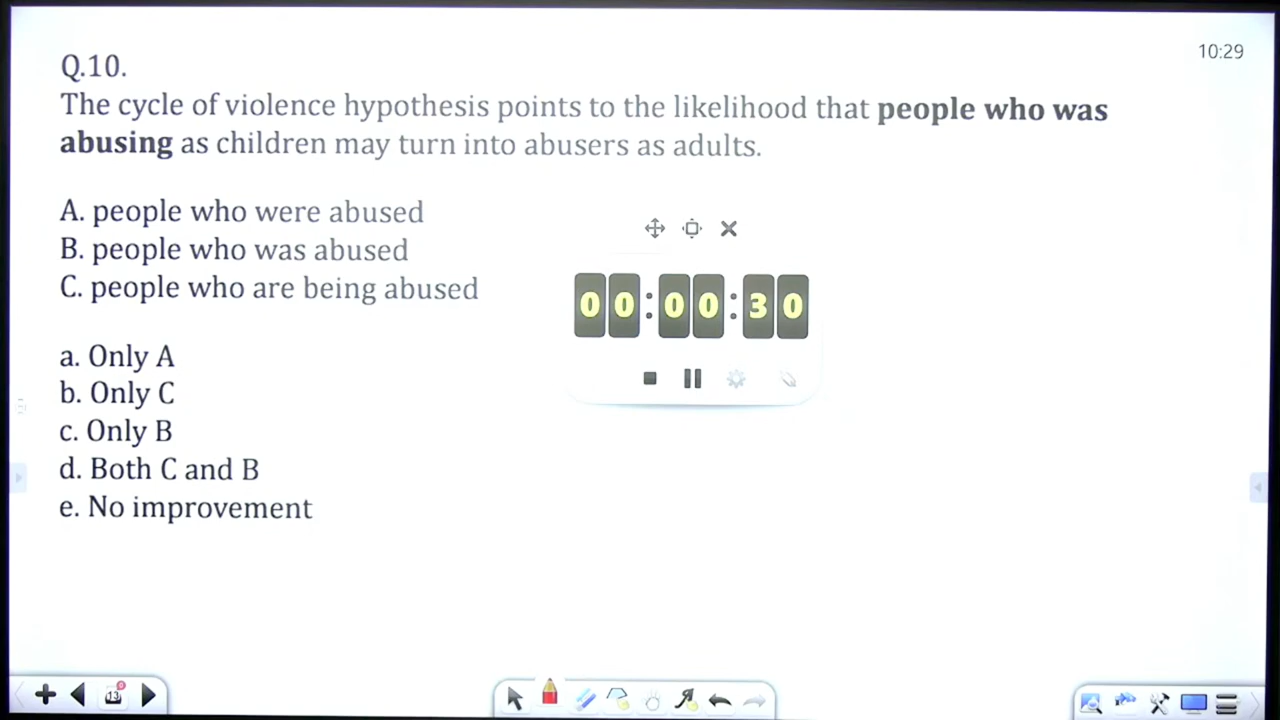 10:29
Q.10.
The cycle of violence hypothesis points to the likelihood that people who was
abusing as children may turn into abusers as adults.
A. people who were abused
B. people who was abused
C. people who are being abused
00:00:30
a. Only A
b. Only C
c. Only B
d. Both C and B
e. No improvement
13